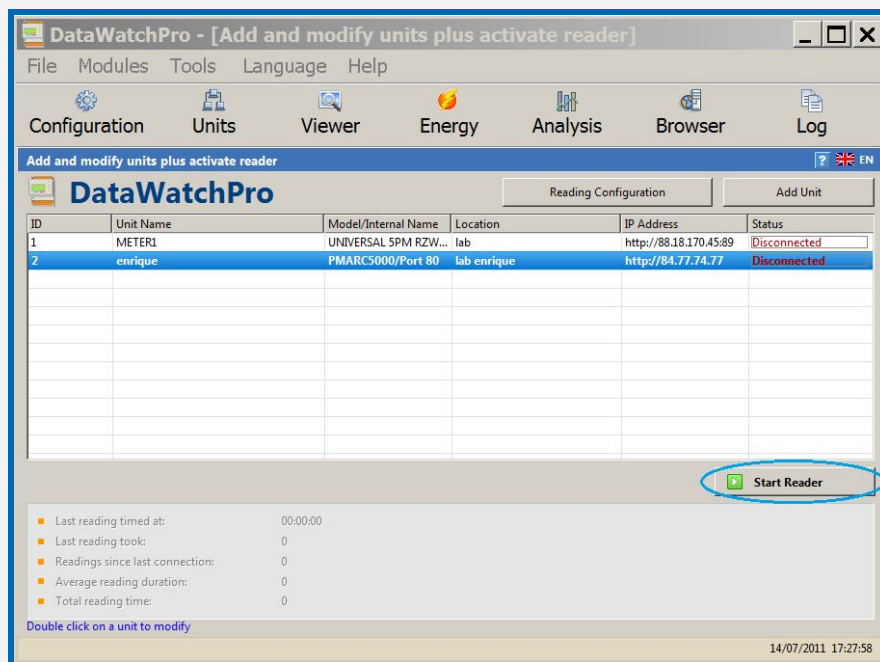 DataWatchPro - [Add and modify units plus activate reader]
File Modules Tools Language Help
Configuration Units Viewer Energy Analysis Browser Log
Add and modify units plus activate reader ? EN
DataWatchPro Reading Configuration Add Unit
ID Unit Name Model/Internal Name Location IP Address Status
1 METER1 UNIVERSAL 5PM RZW... lab http://88.18.170.45:89 Disconnected
2 enrique PMARC5000/Port 80 lab enrique http://84.77.74.77 Disconnected
Start Reader
Last reading timed at: 00:00:00
Last reading took: 0
Readings since last connection: 0
Average reading duration: 0
Total reading time: 0
Double click on a unit to modify
14/07/2011 17:27:58